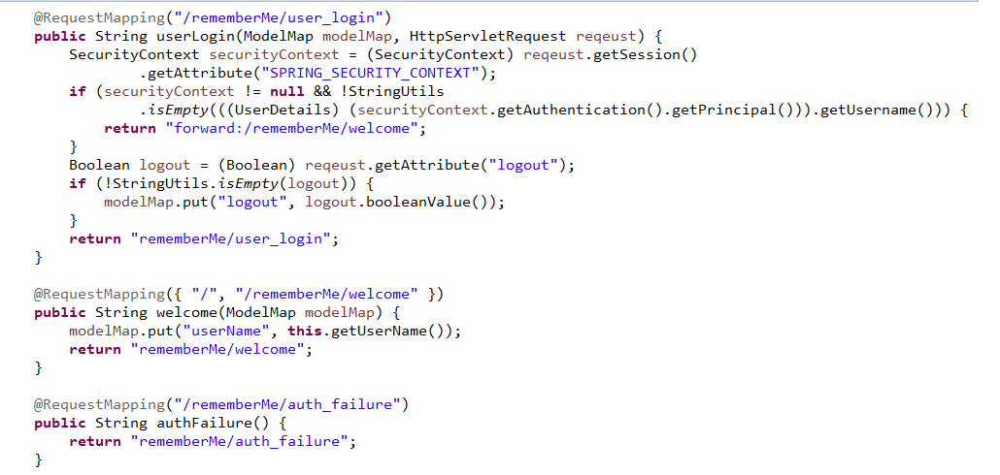 @RequestMapping("/rememberMe/user_login")
public String userLogin(ModelMap modelMap, HttpServletRequest reqeust) {
    SecurityContext securityContext = (SecurityContext) reqeust.getSession()
            .getAttribute("SPRING_SECURITY_CONTEXT");
    if (securityContext != null && !StringUtils
            .isEmpty(((UserDetails) (securityContext.getAuthentication().getPrincipal())).getUsername())) {
        return "forward:/rememberMe/welcome";
    }
    Boolean logout = (Boolean) reqeust.getAttribute("logout");
    if (!StringUtils.isEmpty(logout)) {
        modelMap.put("logout", logout.booleanValue());
    }
    return "rememberMe/user_login";
}

@RequestMapping({ "/", "/rememberMe/welcome" })
public String welcome(ModelMap modelMap) {
    modelMap.put("userName", this.getUserName());
    return "rememberMe/welcome";
}

@RequestMapping("/rememberMe/auth_failure")
public String authFailure() {
    return "rememberMe/auth_failure";
}